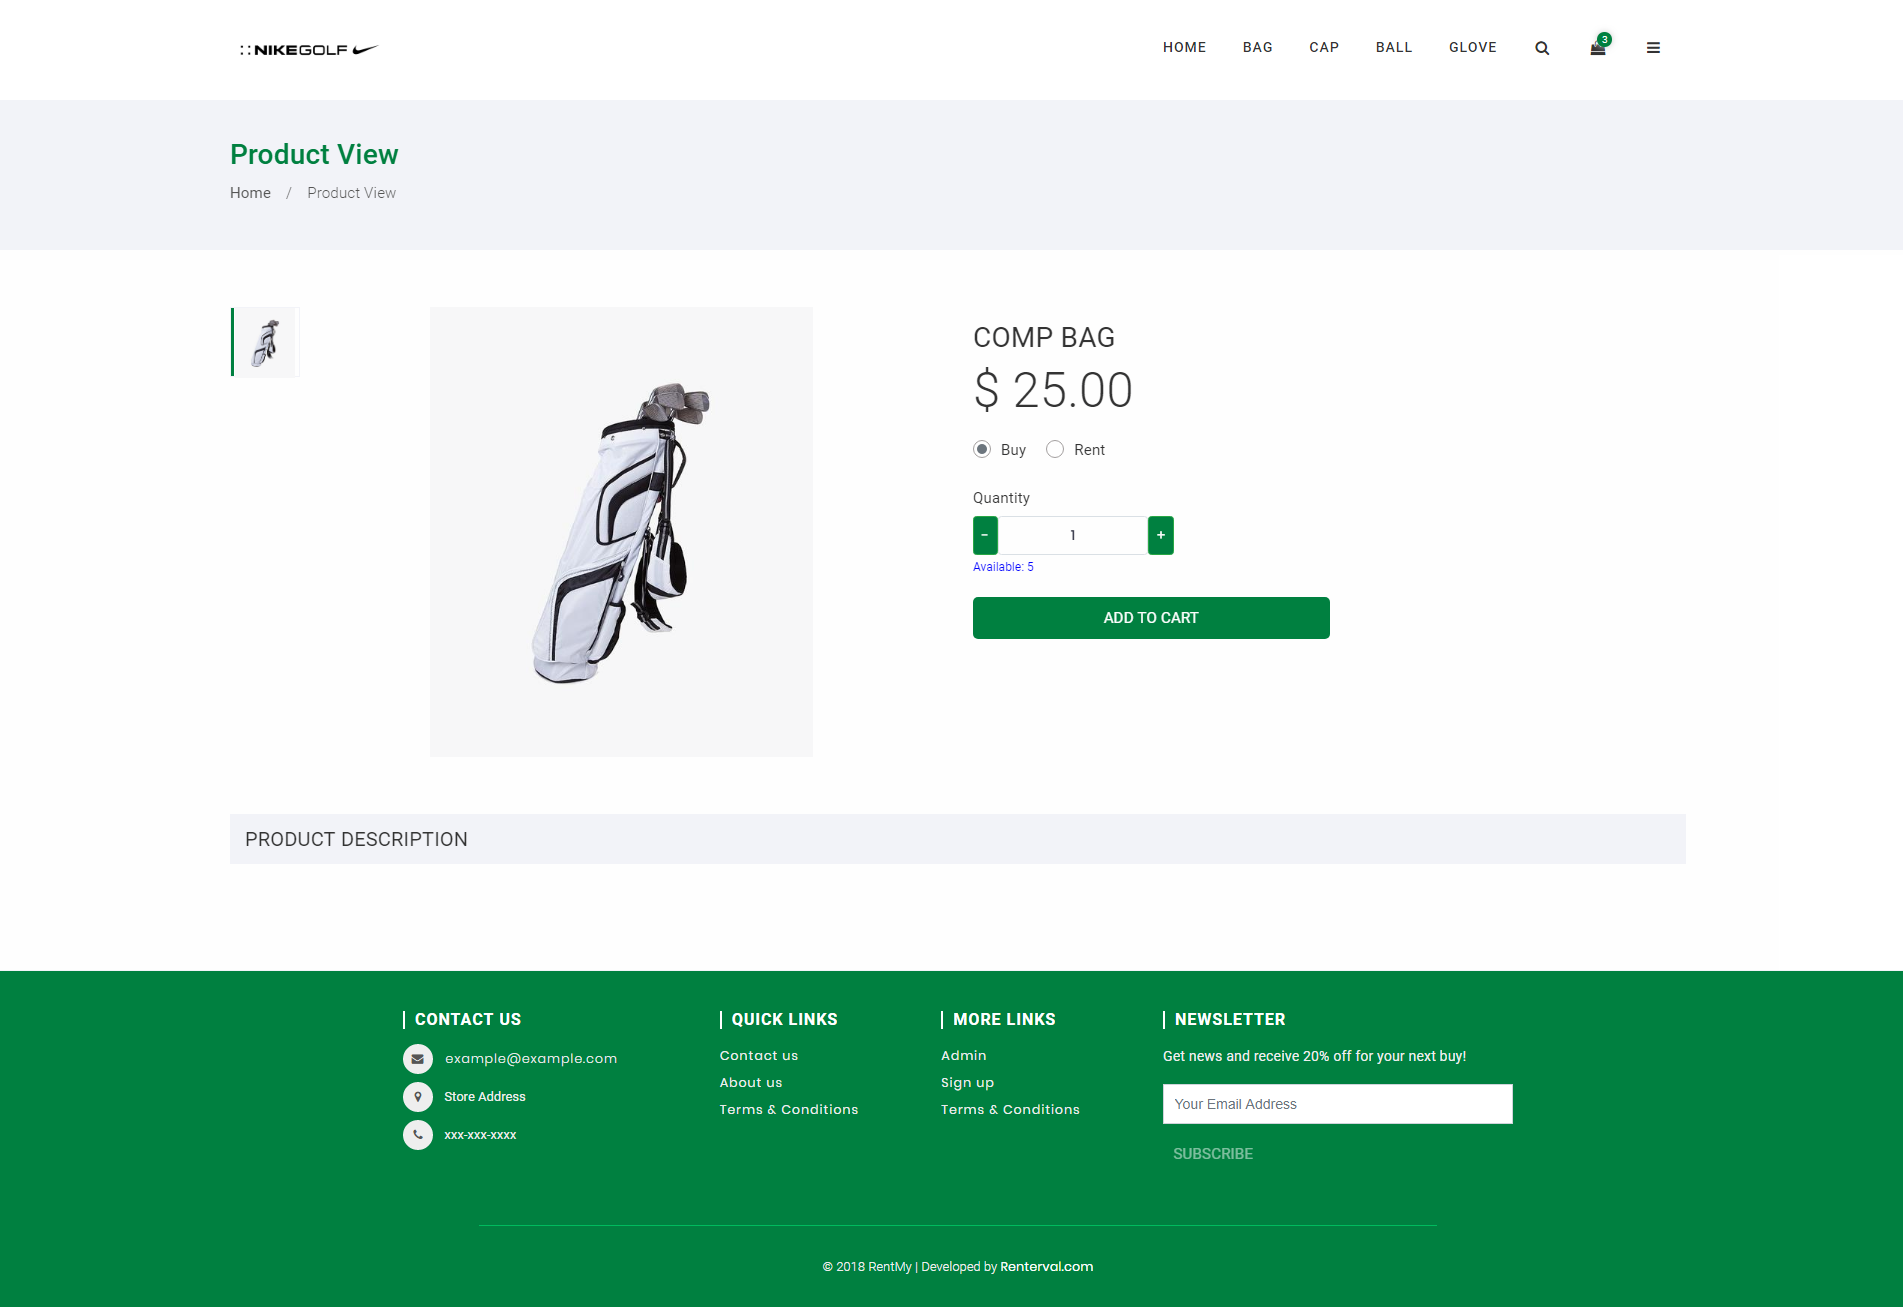 NIKEGOLF
HOME BAG CAP BALL GLOVE 3
Product View
Home / Product View
COMP BAG
$ 25.00
Buy Rent
Quantity
- 1 +
Available: 5
ADD TO CART
PRODUCT DESCRIPTION
CONTACT US
example@example.com
Store Address
xxx-xxx-xxxx
QUICK LINKS
Contact us
About us
Terms & Conditions
MORE LINKS
Admin
Sign up
Terms & Conditions
NEWSLETTER
Get news and receive 20% off for your next buy!
Your Email Address
SUBSCRIBE
© 2018 RentMy | Developed by Renterval.com